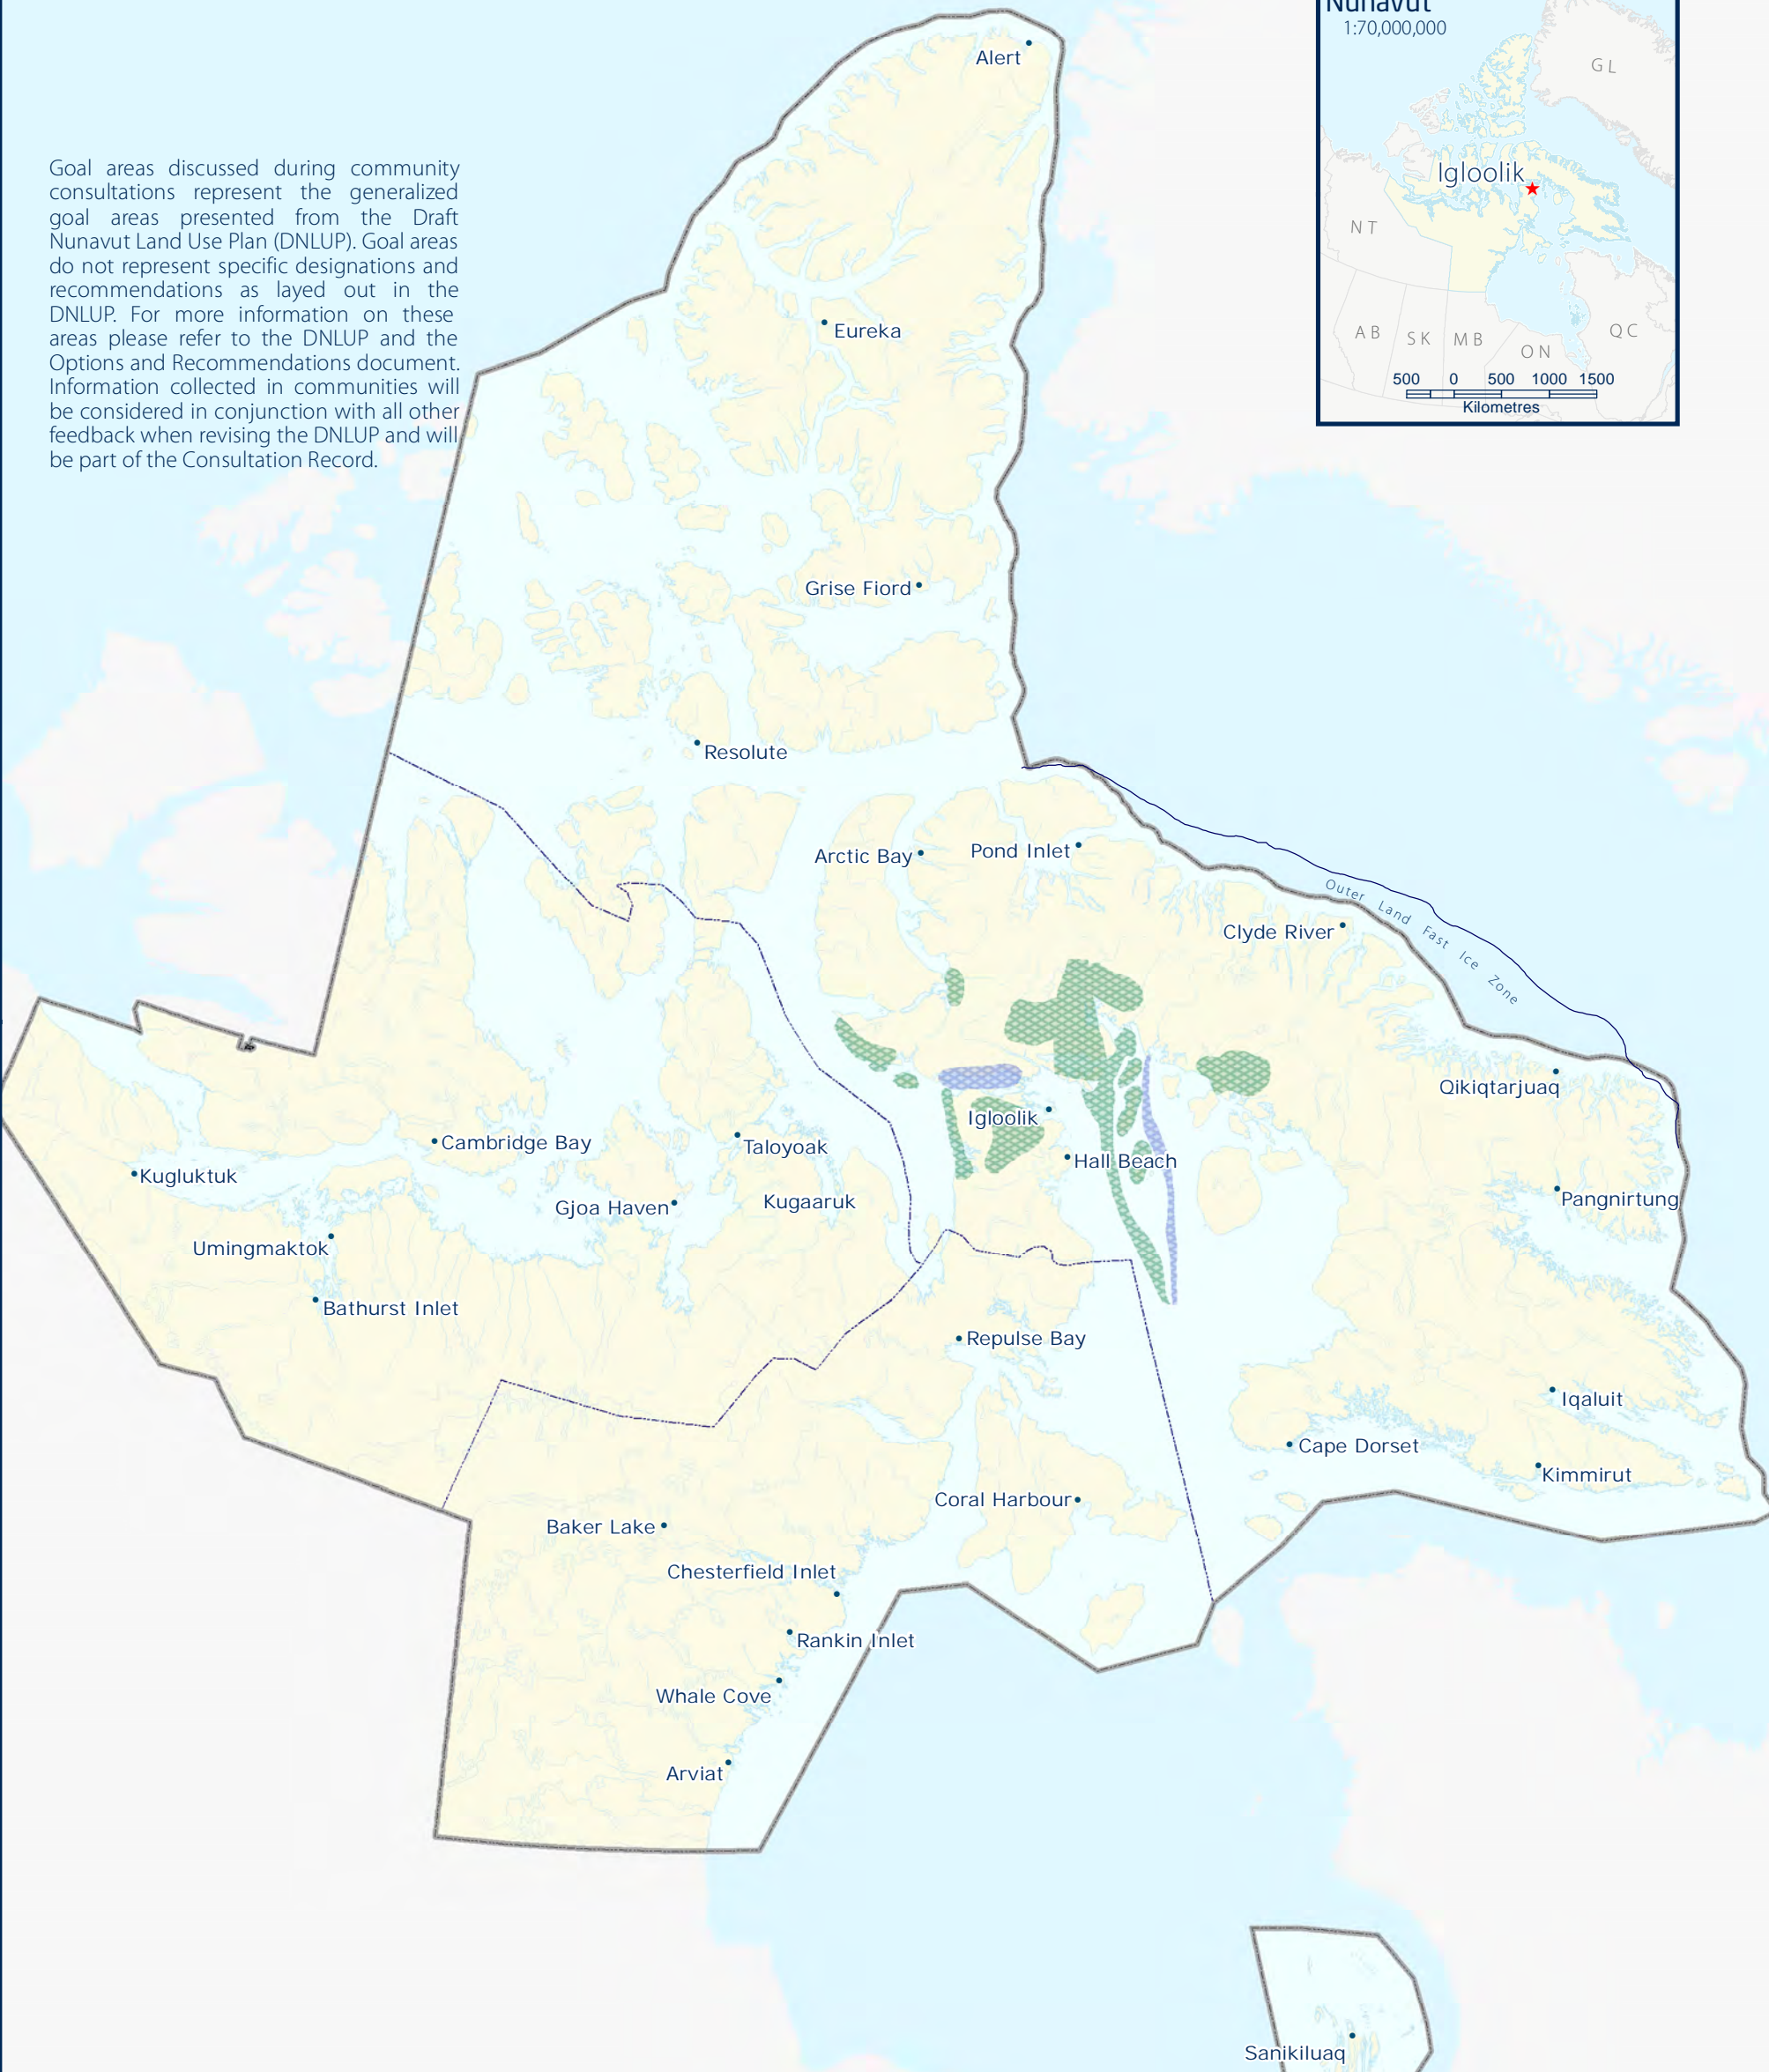 Nunavut
1:70,000,000
GL
Igloolik
NT
AB
SK
MB
ON
QC
500 0 500 1000 1500
Kilometres
Goal areas discussed during community
consultations represent the generalized
goal areas presented from the Draft
Nunavut Land Use Plan (DNLUP). Goal areas
do not represent specific designations and
recommendations as layed out in the
DNLUP. For more information on these
areas please refer to the DNLUP and the
Options and Recommendations document.
Information collected in communities will
be considered in conjunction with all other
feedback when revising the DNLUP and will
be part of the Consultation Record.
Alert
Eureka
Grise Fiord
Resolute
Arctic Bay
Pond Inlet
Outer Land Fast Ice Zone
Clyde River
Qikiqtarjuaq
Igloolik
Cambridge Bay
Taloyoak
Hall Beach
Kugluktuk
Gjoa Haven
Kugaaruk
Pangnirtung
Umingmaktok
Bathurst Inlet
Repulse Bay
Iqaluit
Cape Dorset
Kimmirut
Coral Harbour
Baker Lake
Chesterfield Inlet
Rankin Inlet
Whale Cove
Arviat
Sanikiluaq